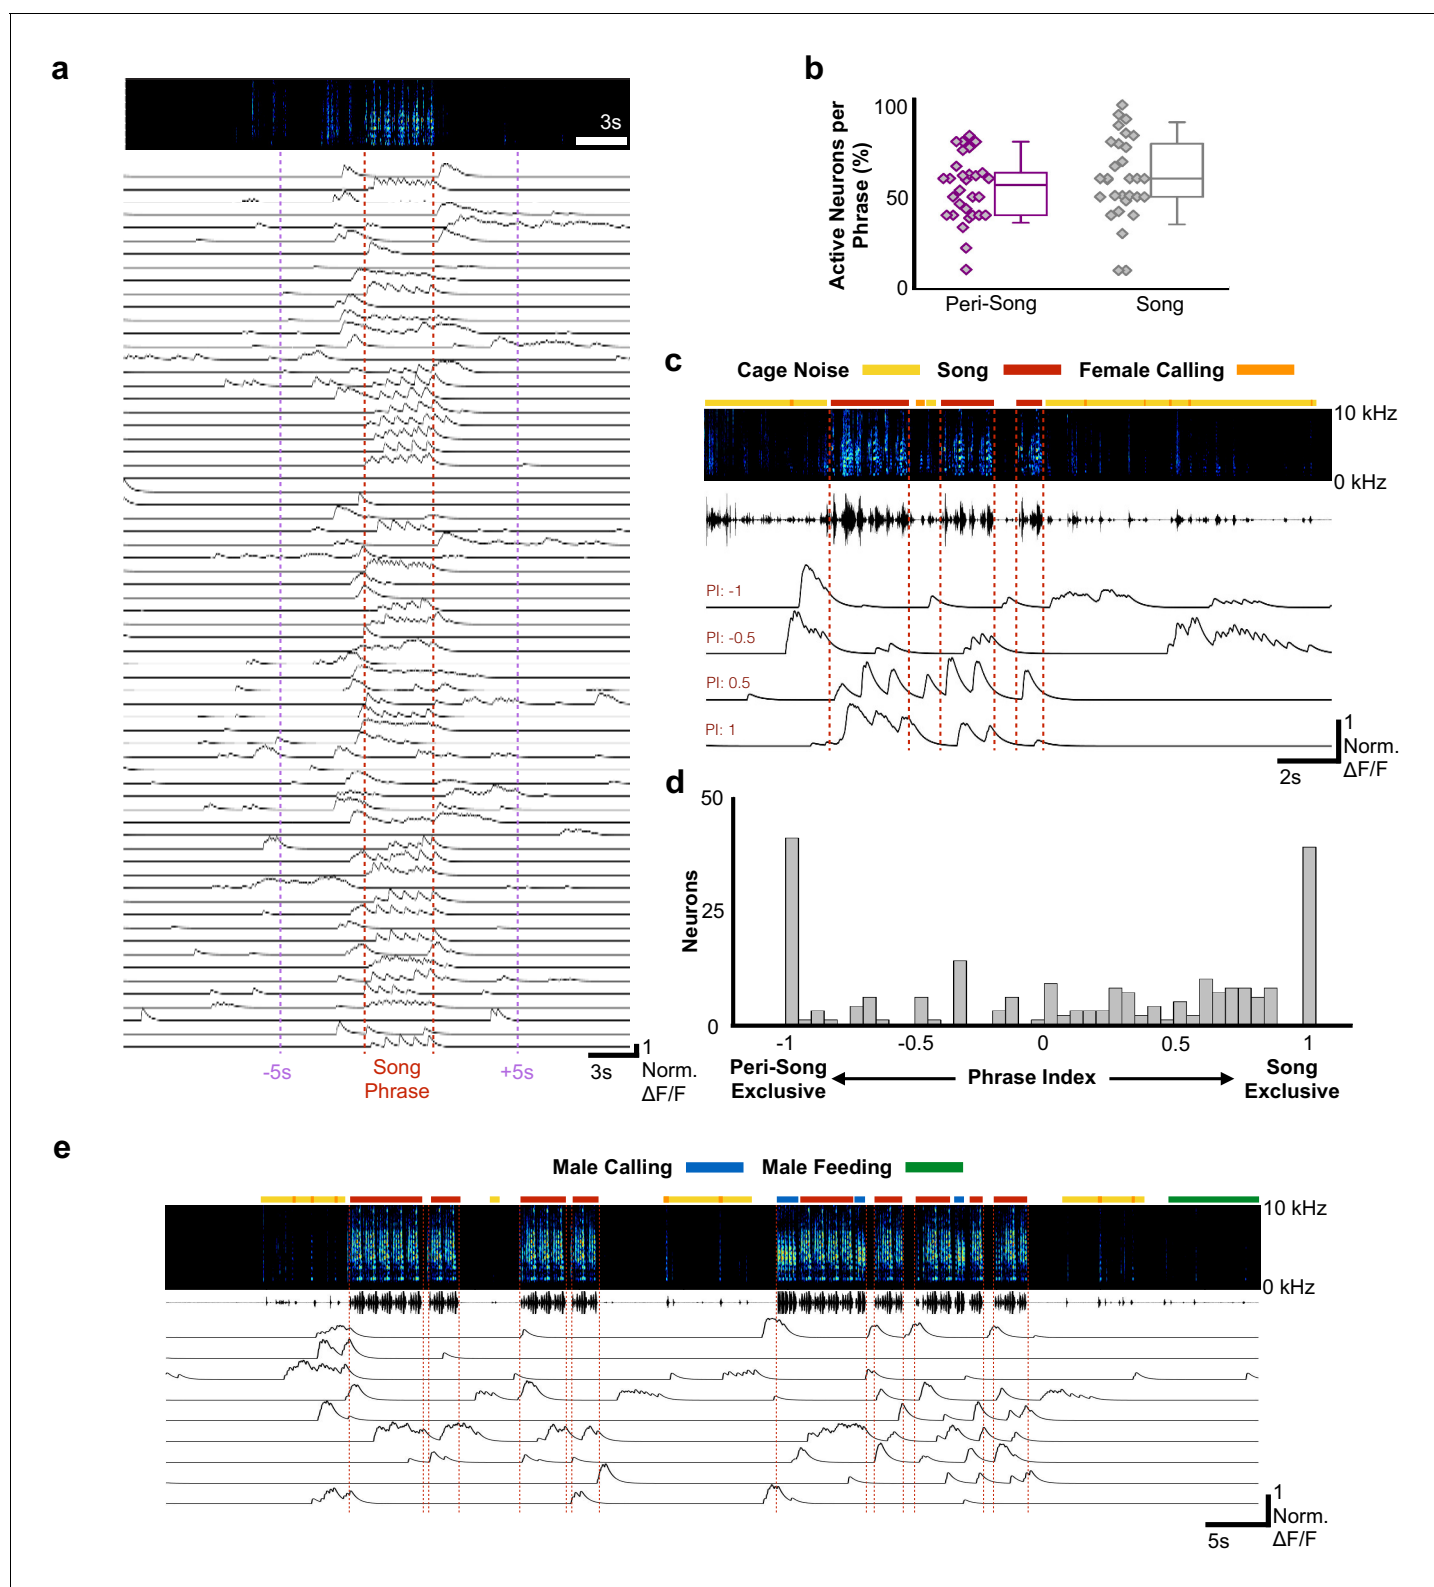 a
3s
-5s
Song
Phrase
+5s
3s
1
Norm.
ΔF/F
b
Active Neurons per
Phrase (%)
100
50
0
Peri-Song
Song
c
Cage Noise
Song
Female Calling
10 kHz
0 kHz
PI: -1
PI: -0.5
PI: 0.5
PI: 1
1
Norm.
ΔF/F
2s
d
Neurons
50
25
0
-1
-0.5
0
0.5
1
Peri-Song
Exclusive
Phrase Index
Song
Exclusive
e
Male Calling
Male Feeding
10 kHz
0 kHz
1
Norm.
ΔF/F
5s